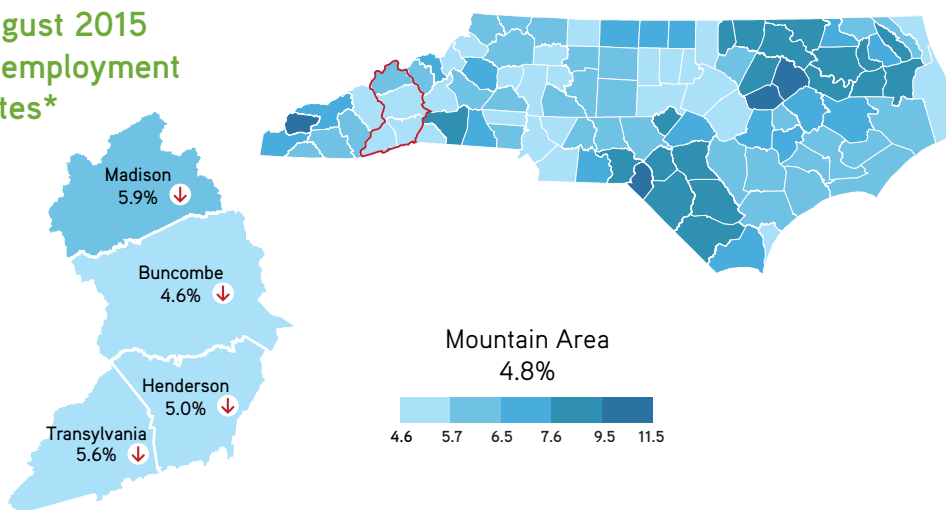 gust 2015
employment
tes*
Madison
5.9%
Buncombe
4.6%
Henderson
5.0%
Transylvania
5.6%
Mountain Area
4.8%
4.6 5.7 6.5 7.6 9.5 11.5